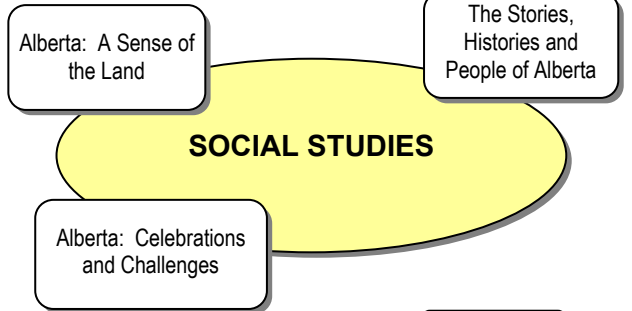 Alberta: A Sense of
the Land
The Stories,
Histories and
People of Alberta
SOCIAL STUDIES
Alberta: Celebrations
and Challenges